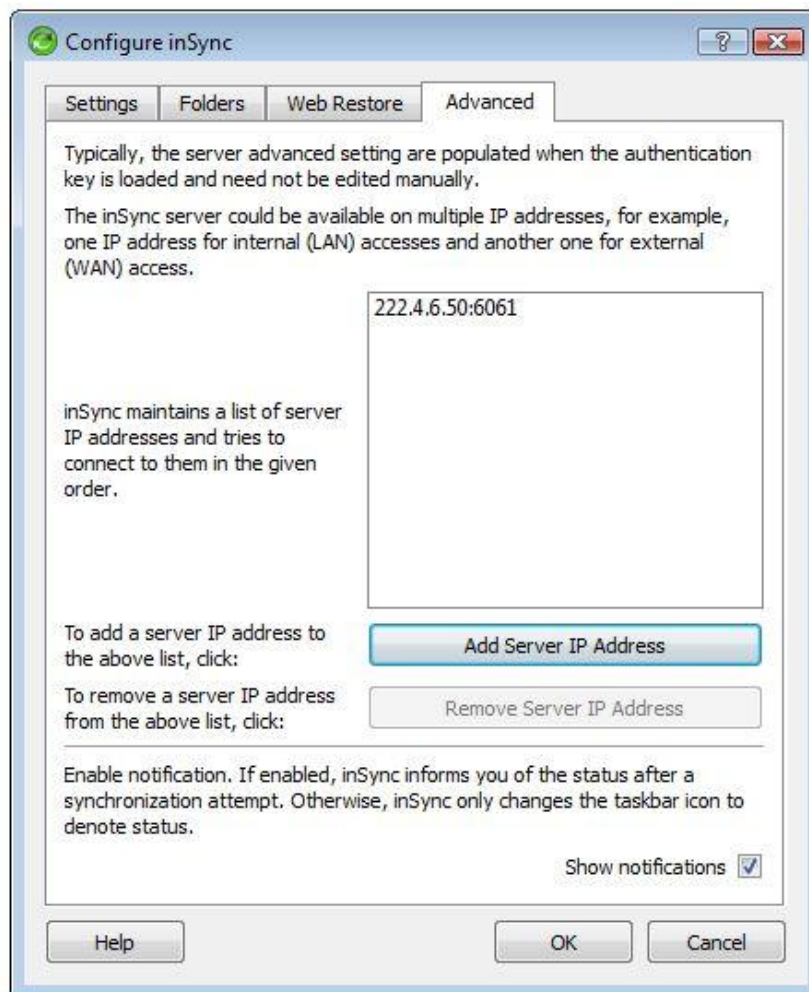 Configure inSync
Settings
Folders
Web Restore
Advanced
Typically, the server advanced setting are populated when the authentication
key is loaded and need not be edited manually.
The inSync server could be available on multiple IP addresses, for example,
one IP address for internal (LAN) accesses and another one for external
(WAN) access.
222.4.6.50:6061
inSync maintains a list of server
IP addresses and tries to
connect to them in the given
order.
To add a server IP address to
the above list, click:
Add Server IP Address
To remove a server IP address
from the above list, click:
Remove Server IP Address
Enable notification. If enabled, inSync informs you of the status after a
synchronization attempt. Otherwise, inSync only changes the taskbar icon to
denote status.
Show notifications
Help
OK
Cancel